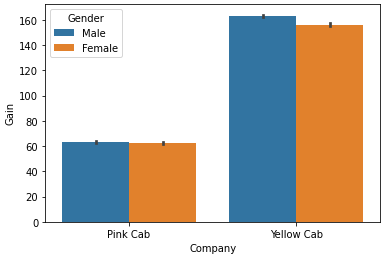 Gender
Male
Female
160
140
120
100
80
60
40
20
0
Gain
Pink Cab
Yellow Cab
Company